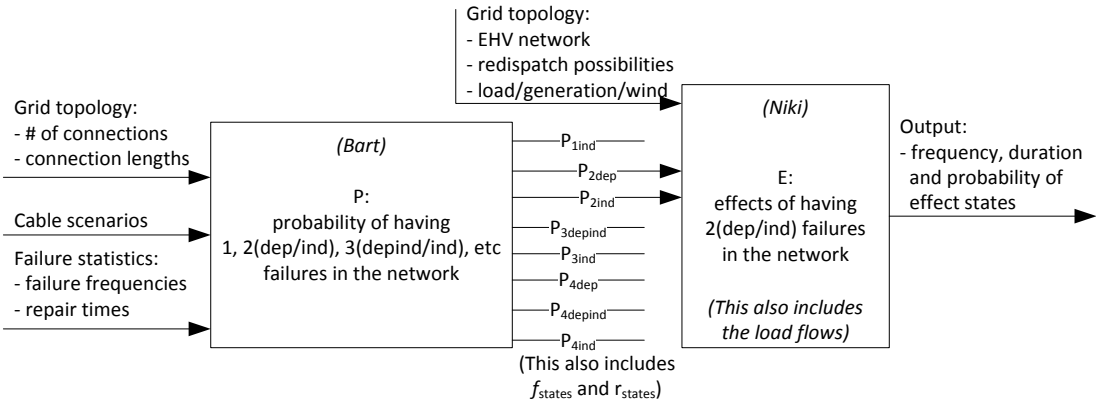 Grid topology:
- EHV network
- redispatch possibilities
- load/generation/wind
Grid topology:
- # of connections
- connection lengths
Cable scenarios
Failure statistics:
- failure frequencies
- repair times
(Bart)
P:
probability of having
1, 2(dep/ind), 3(depind/ind), etc
failures in the network
P1ind
P2dep
P2ind
P3depind
P3ind
P4dep
P4depind
P4ind
(This also includes
fstates and rstates)
(Niki)
E:
effects of having
2(dep/ind) failures
in the network
(This also includes
the load flows)
Output:
- frequency, duration
and probability of
effect states